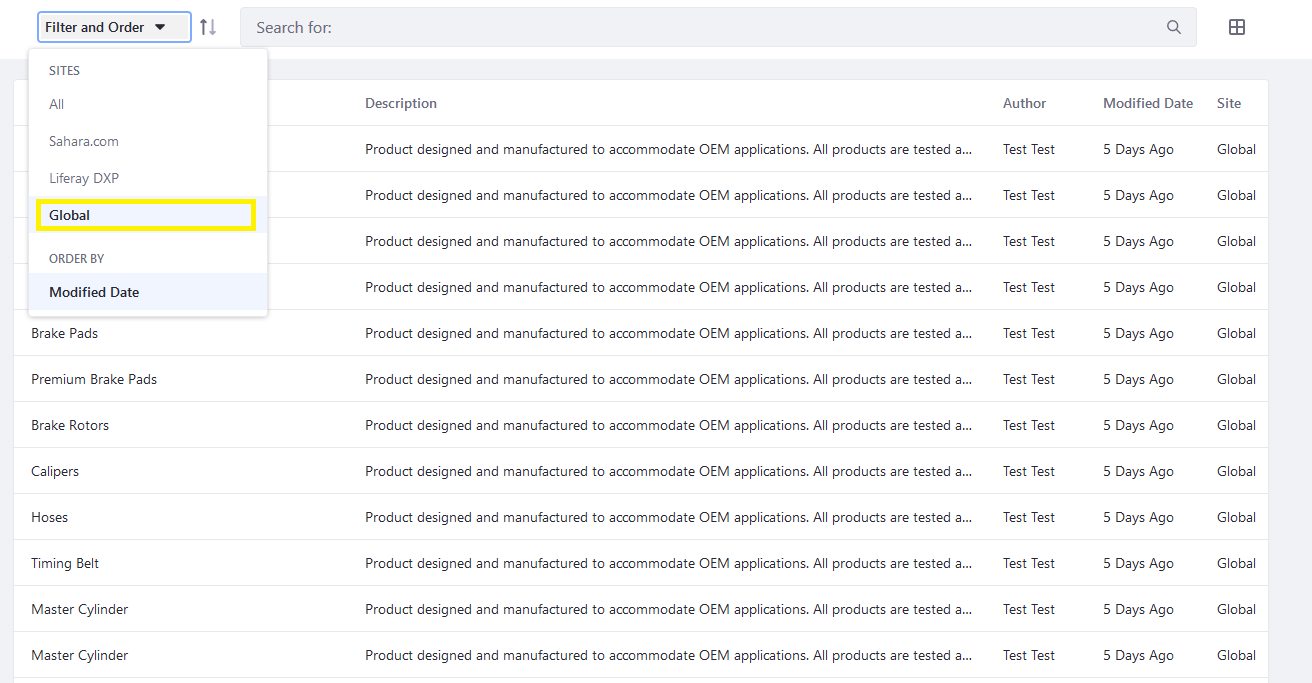 Filter and Order
Search for:
SITES
All
Sahara.com
Liferay DXP
Global
ORDER BY
Modified Date
Description Author Modified Date Site
Product designed and manufactured to accommodate OEM applications. All products are tested a... Test Test 5 Days Ago Global
Product designed and manufactured to accommodate OEM applications. All products are tested a... Test Test 5 Days Ago Global
Product designed and manufactured to accommodate OEM applications. All products are tested a... Test Test 5 Days Ago Global
Product designed and manufactured to accommodate OEM applications. All products are tested a... Test Test 5 Days Ago Global
Brake Pads Product designed and manufactured to accommodate OEM applications. All products are tested a... Test Test 5 Days Ago Global
Premium Brake Pads Product designed and manufactured to accommodate OEM applications. All products are tested a... Test Test 5 Days Ago Global
Brake Rotors Product designed and manufactured to accommodate OEM applications. All products are tested a... Test Test 5 Days Ago Global
Calipers Product designed and manufactured to accommodate OEM applications. All products are tested a... Test Test 5 Days Ago Global
Hoses Product designed and manufactured to accommodate OEM applications. All products are tested a... Test Test 5 Days Ago Global
Timing Belt Product designed and manufactured to accommodate OEM applications. All products are tested a... Test Test 5 Days Ago Global
Master Cylinder Product designed and manufactured to accommodate OEM applications. All products are tested a... Test Test 5 Days Ago Global
Master Cylinder Product designed and manufactured to accommodate OEM applications. All products are tested a... Test Test 5 Days Ago Global